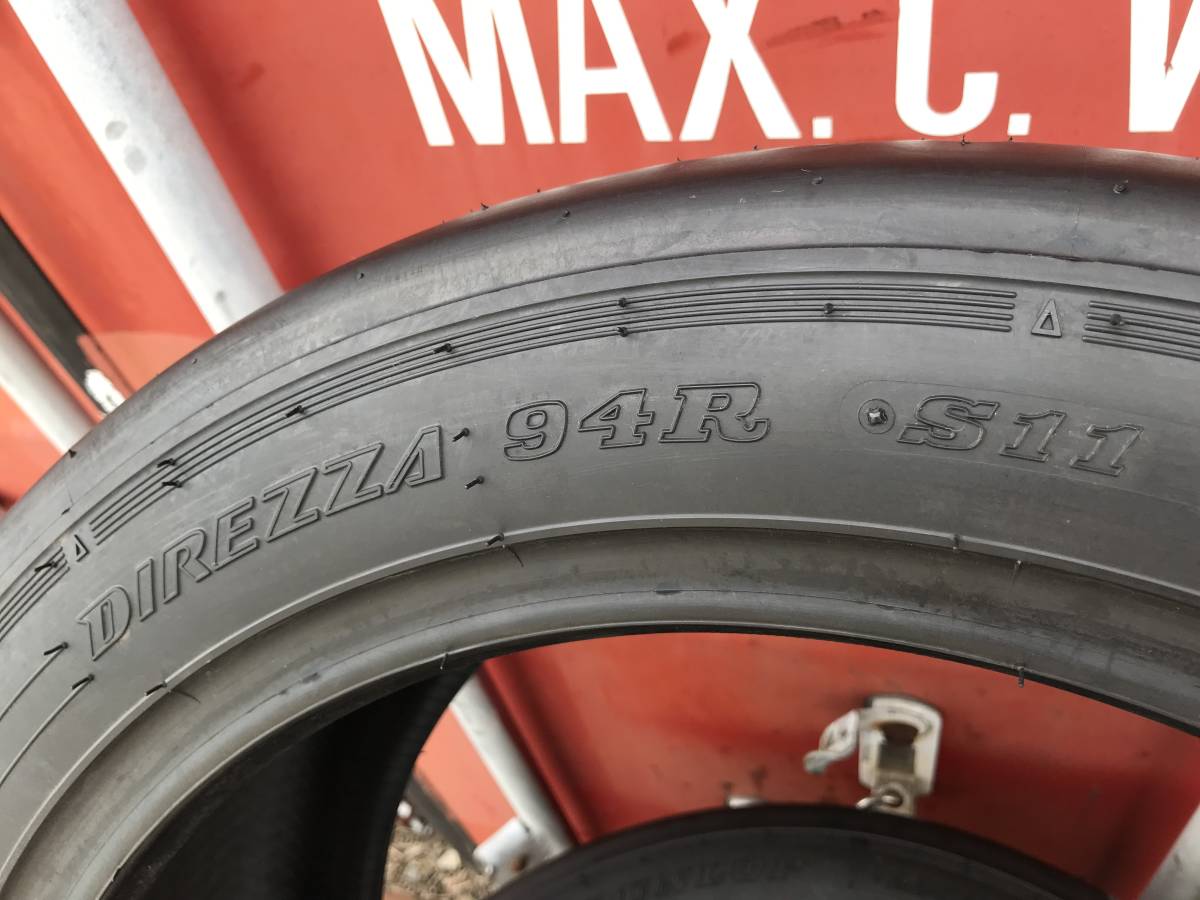 MAX. C.
DIREZZA 94R S11